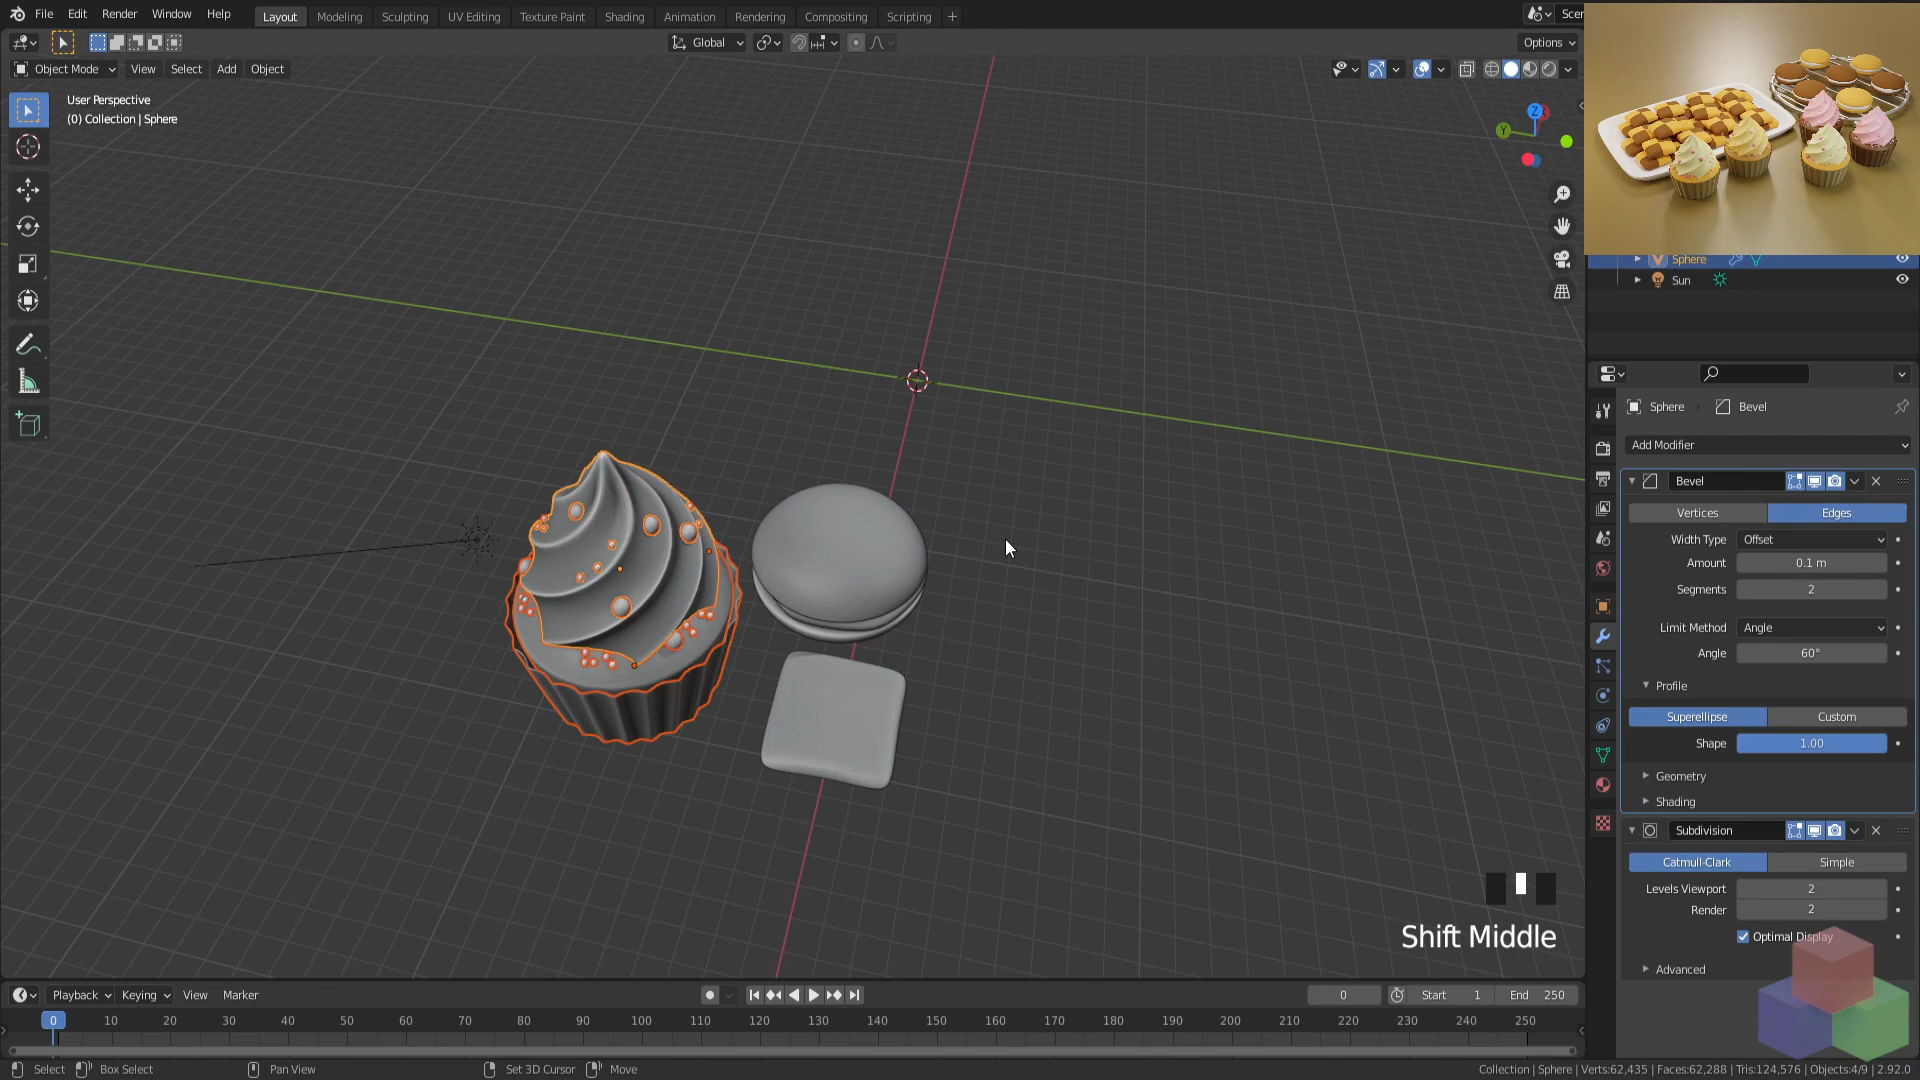 File Edit Render Window Help Layout Modeling Sculpting UV Editing Texture Paint Shading Animation Rendering Compositing Scripting + Scer
Global Options
Object Mode View Select Add Object
User Perspective
(0) Collection | Sphere
Z
Y
Sphere
Sun
Sphere Bevel
Add Modifier
Bevel
Vertices Edges
Width Type Offset
Amount 0.1 m
Segments 2
Limit Method Angle
Angle 60°
Profile
Superellipse Custom
Shape 1.00
Geometry
Shading
Subdivision
Catmull-Clark Simple
Levels Viewport 2
Render 2
Optimal Display
Advanced
Shift Middle
Playback Keying View Marker 0 Start 1 End 250
0 10 20 30 40 50 60 70 80 90 100 110 120 130 140 150 160 170 180 190 200 210 220 230 240 250
Select Box Select Pan View Set 3D Cursor Move Collection | Sphere | Verts:62,435 | Faces:62,288 | Tris:124,576 | Objects:4/9 | 2.92.0